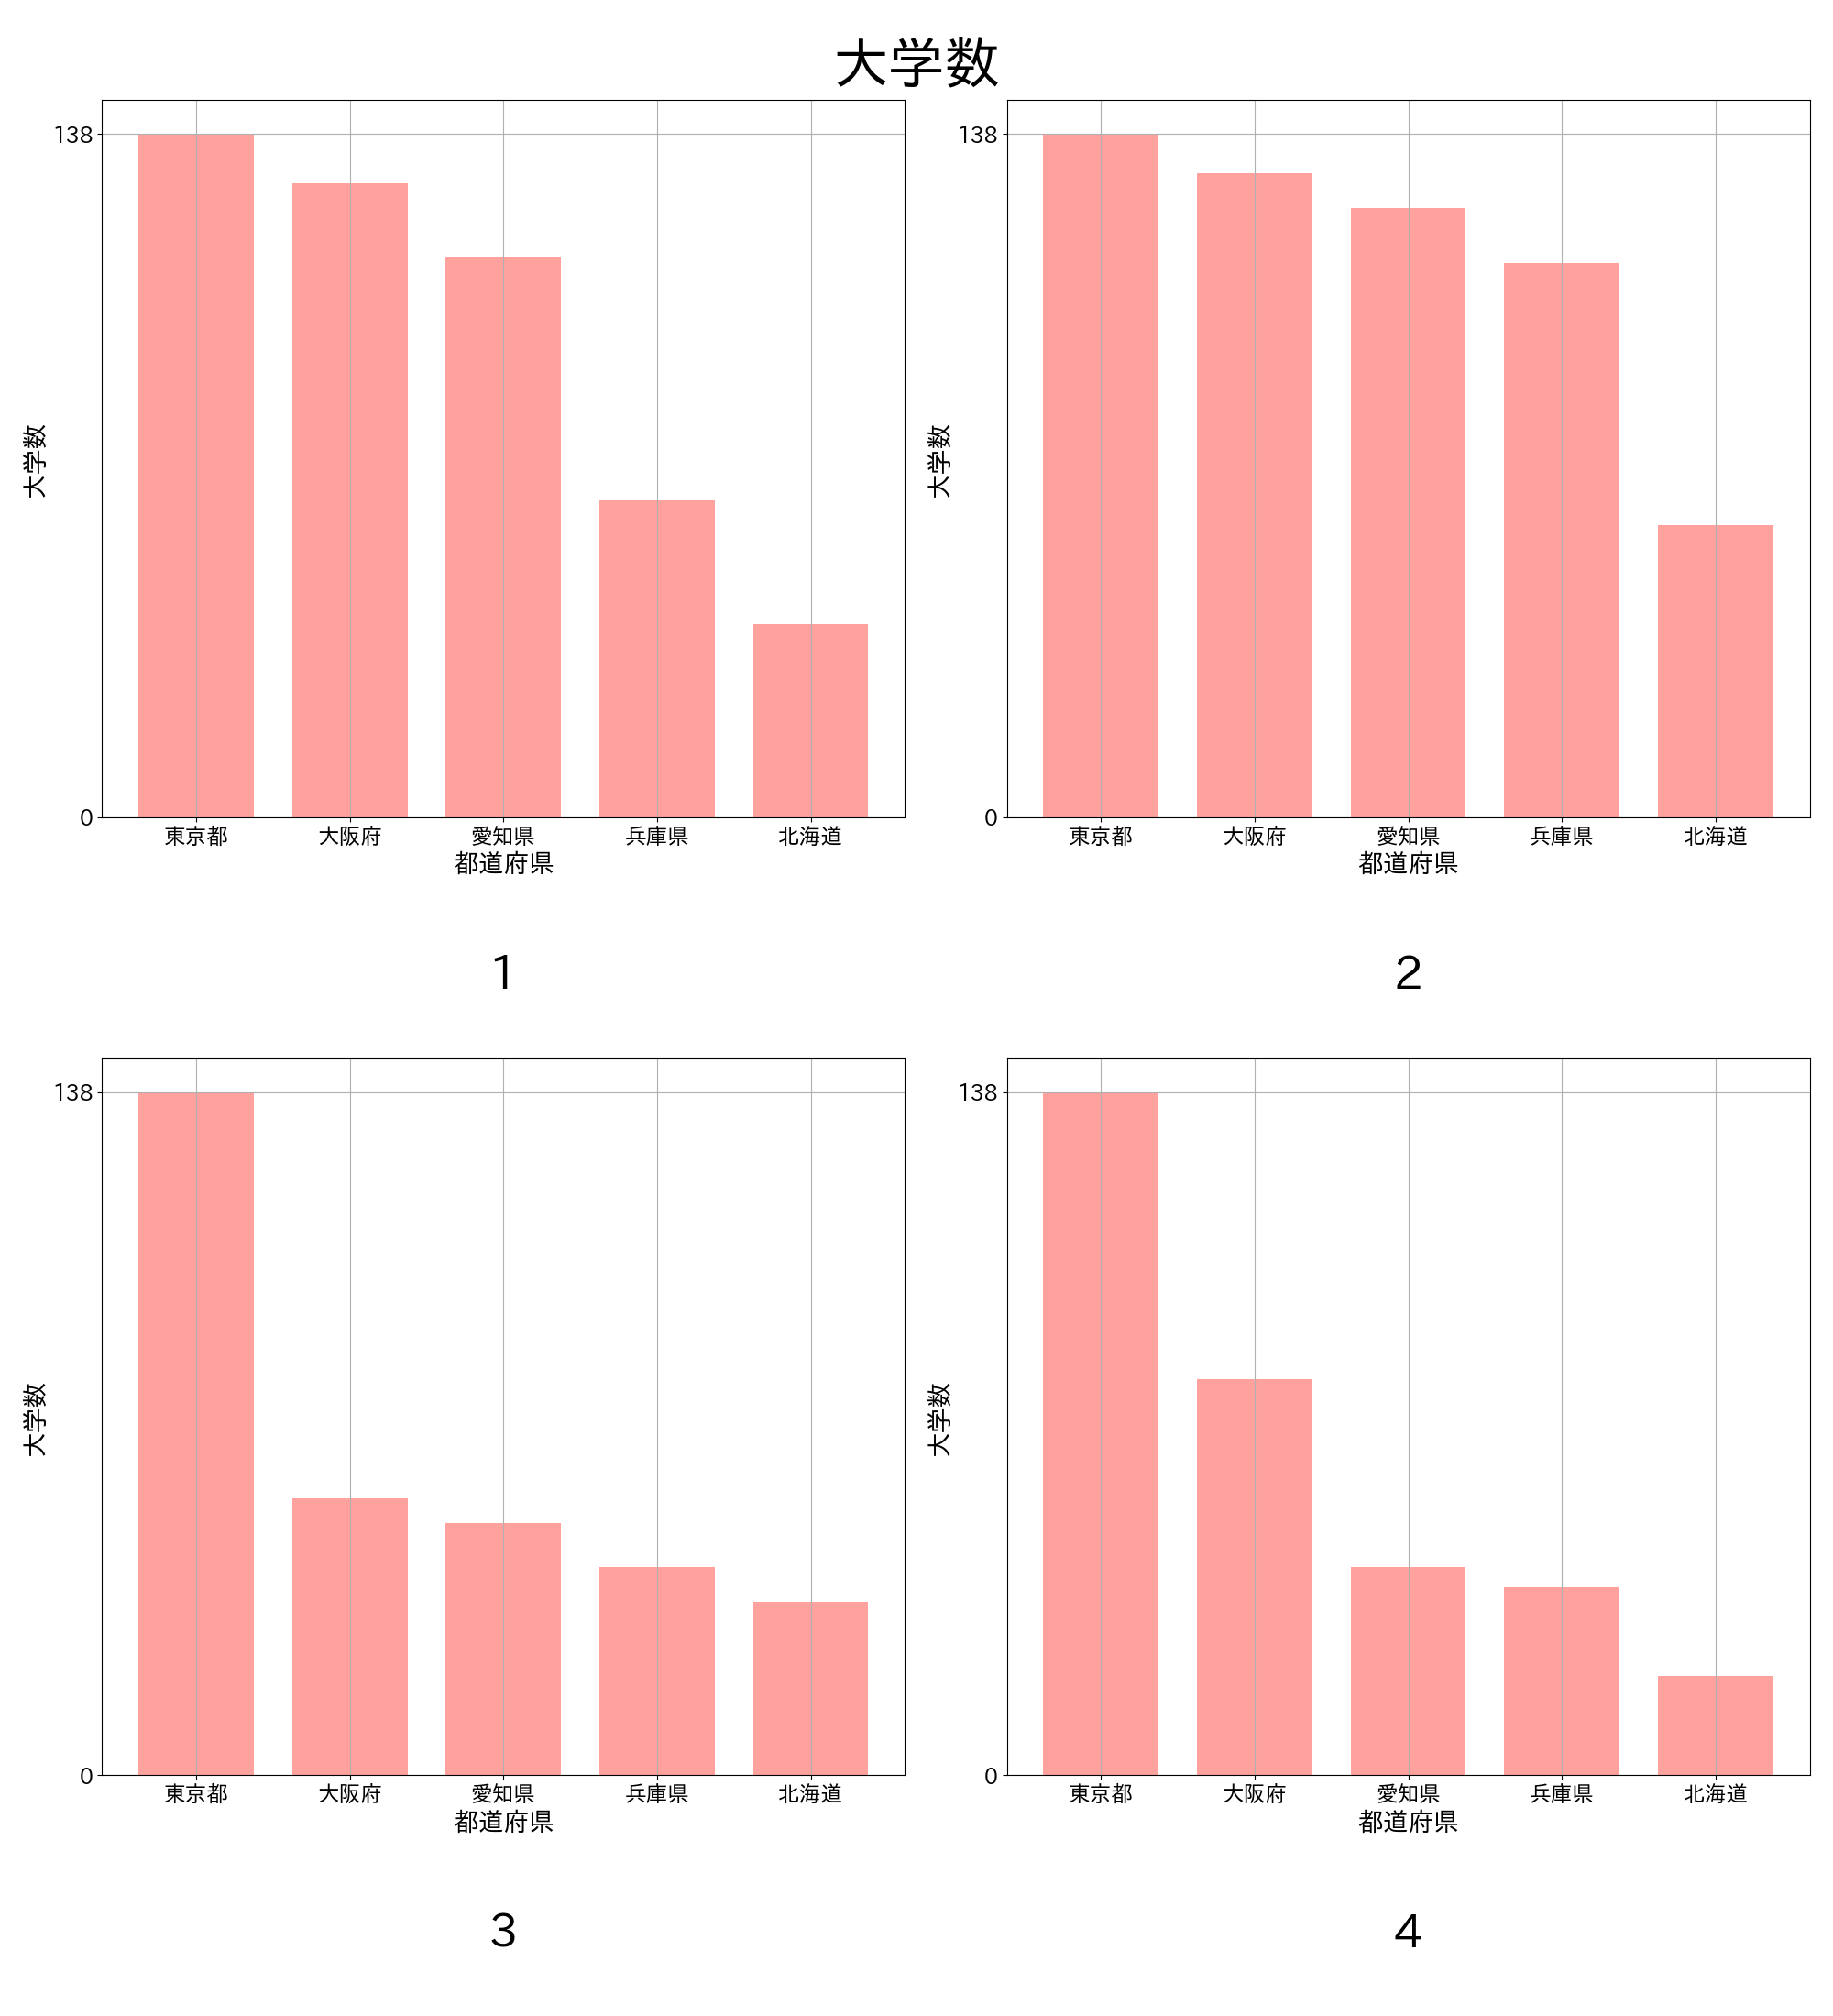 大学数
138
0
大学数
東京都 大阪府 愛知県 兵庫県 北海道
都道府県
1
138
0
大学数
東京都 大阪府 愛知県 兵庫県 北海道
都道府県
2
138
0
大学数
東京都 大阪府 愛知県 兵庫県 北海道
都道府県
3
138
0
大学数
東京都 大阪府 愛知県 兵庫県 北海道
都道府県
4